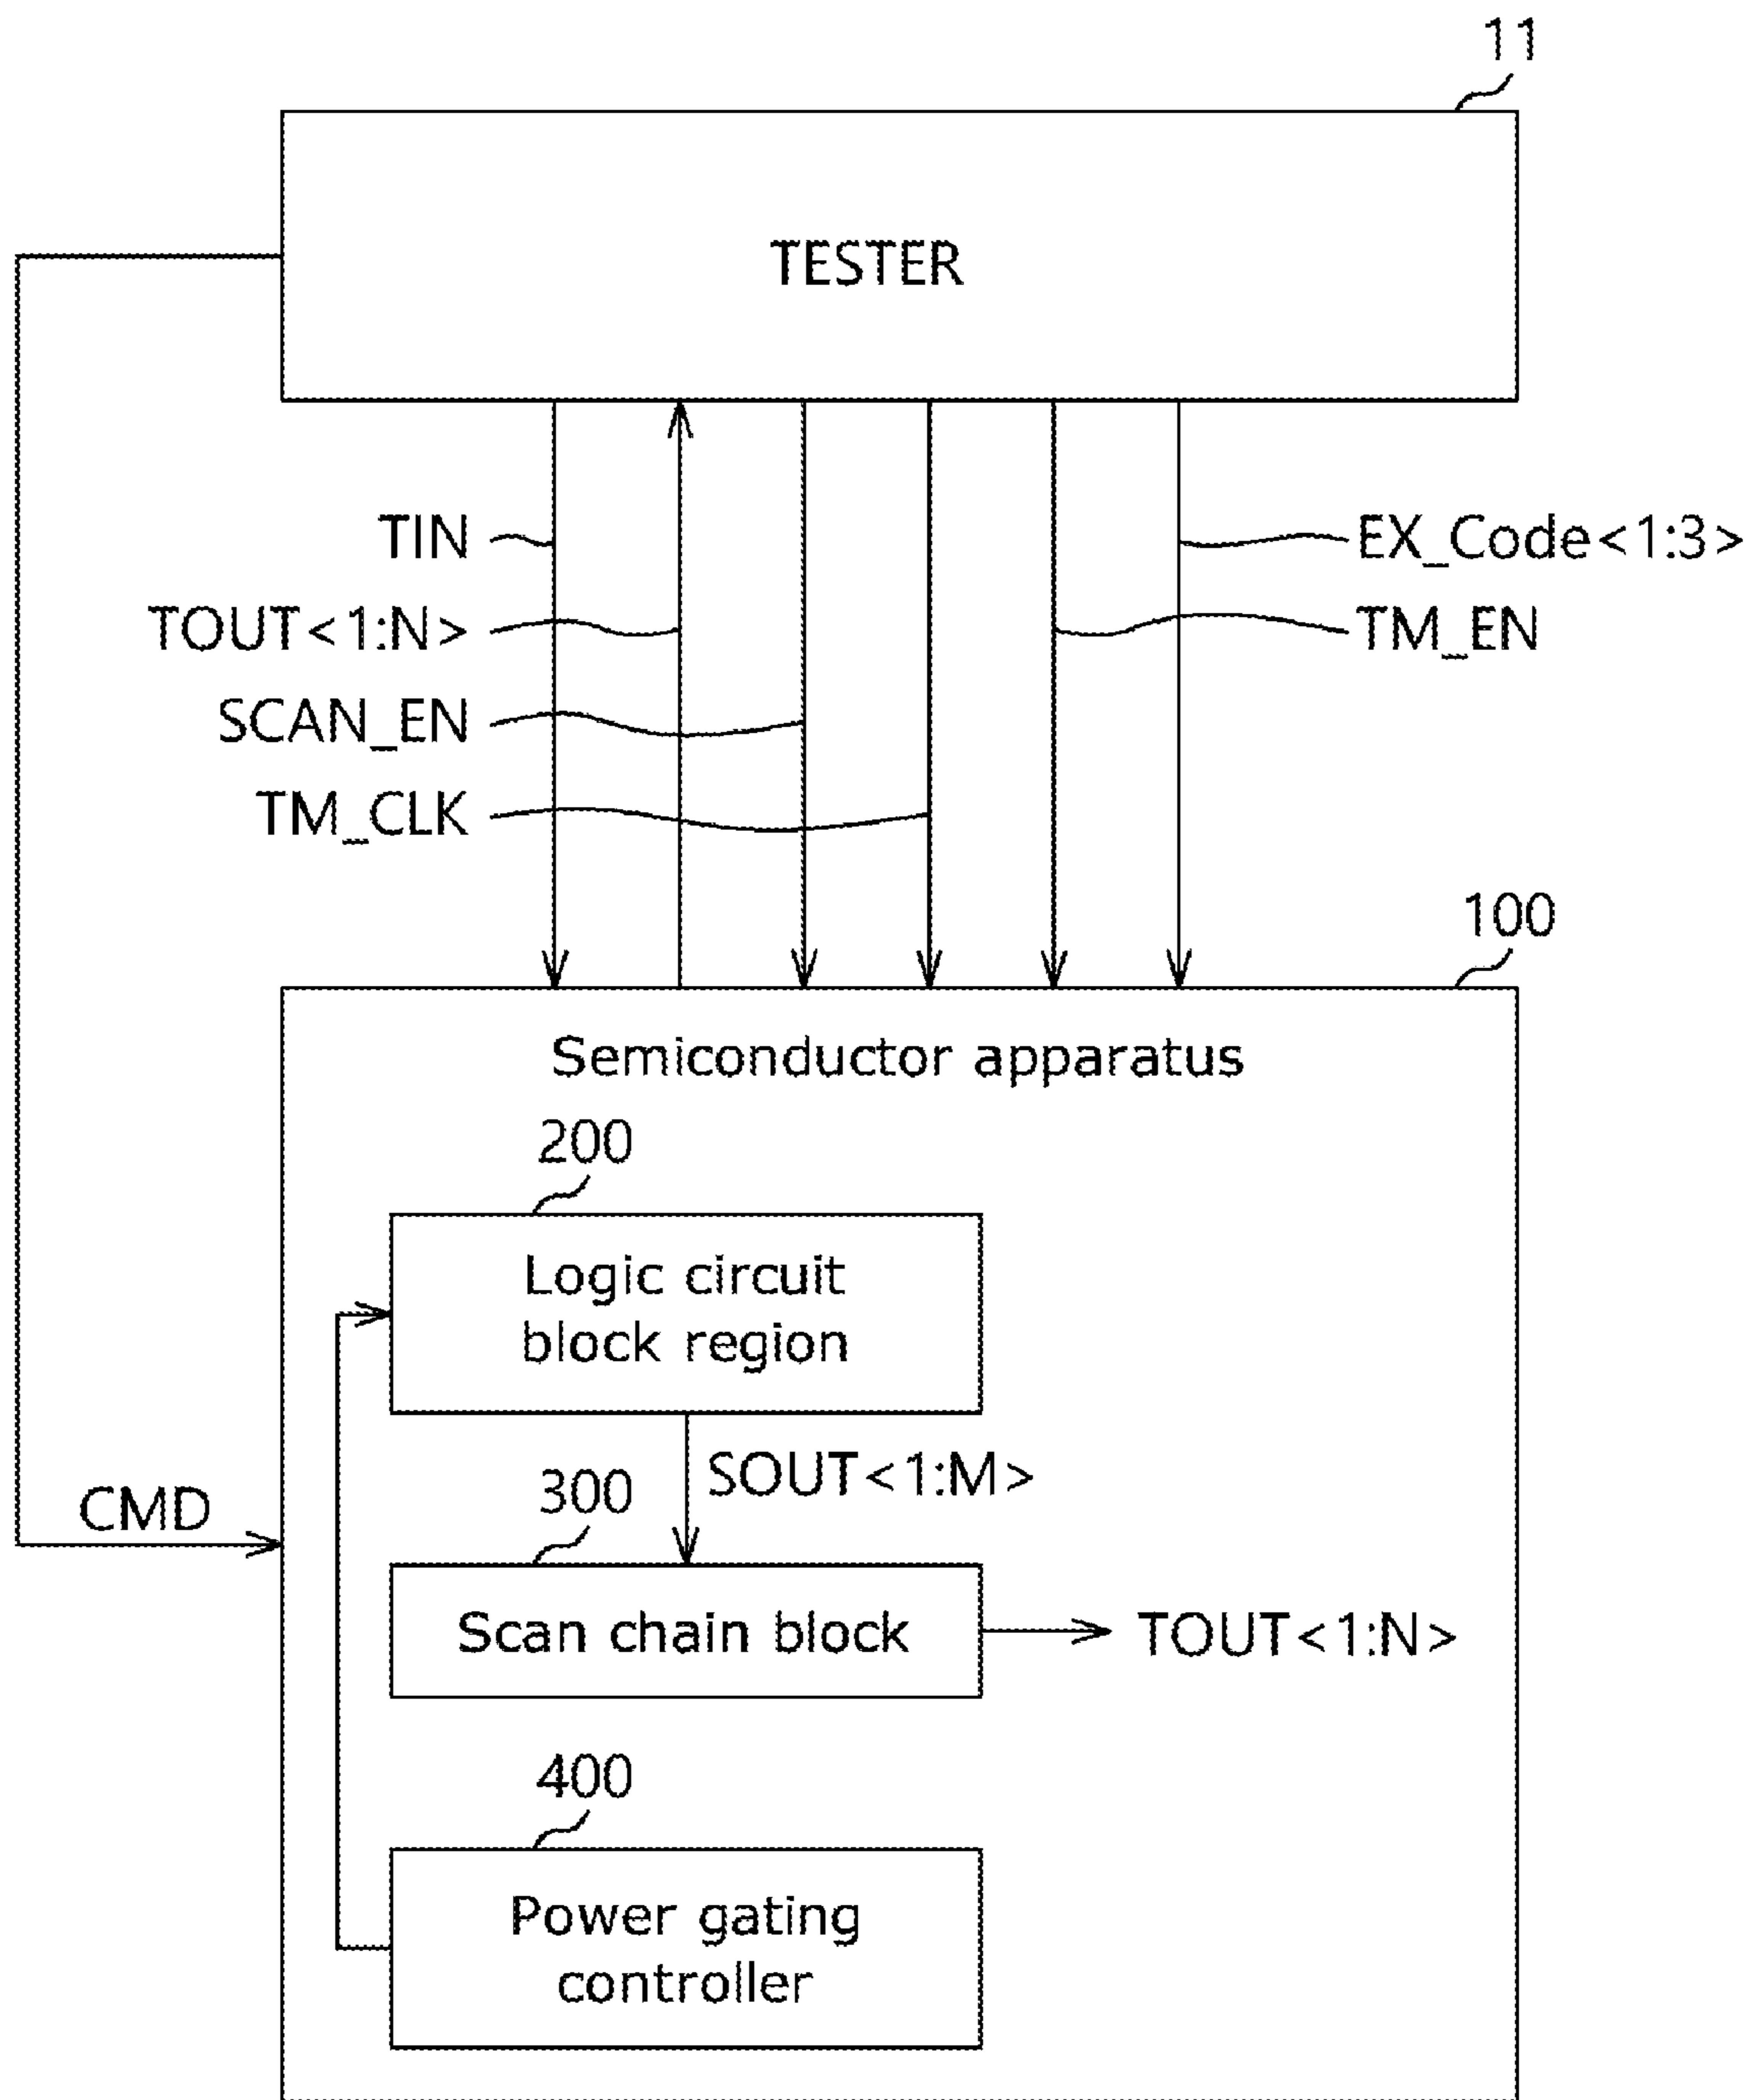 11
TESTER
TIN
EX_Code<1:3>
TOUT<1:N>
TM_EN
SCAN_EN
TM_CLK
100
Semiconductor apparatus
200
Logic circuit
block region
SOUT<1:M>
300
CMD
Scan chain block
TOUT<1:N>
400
Power gating
controller